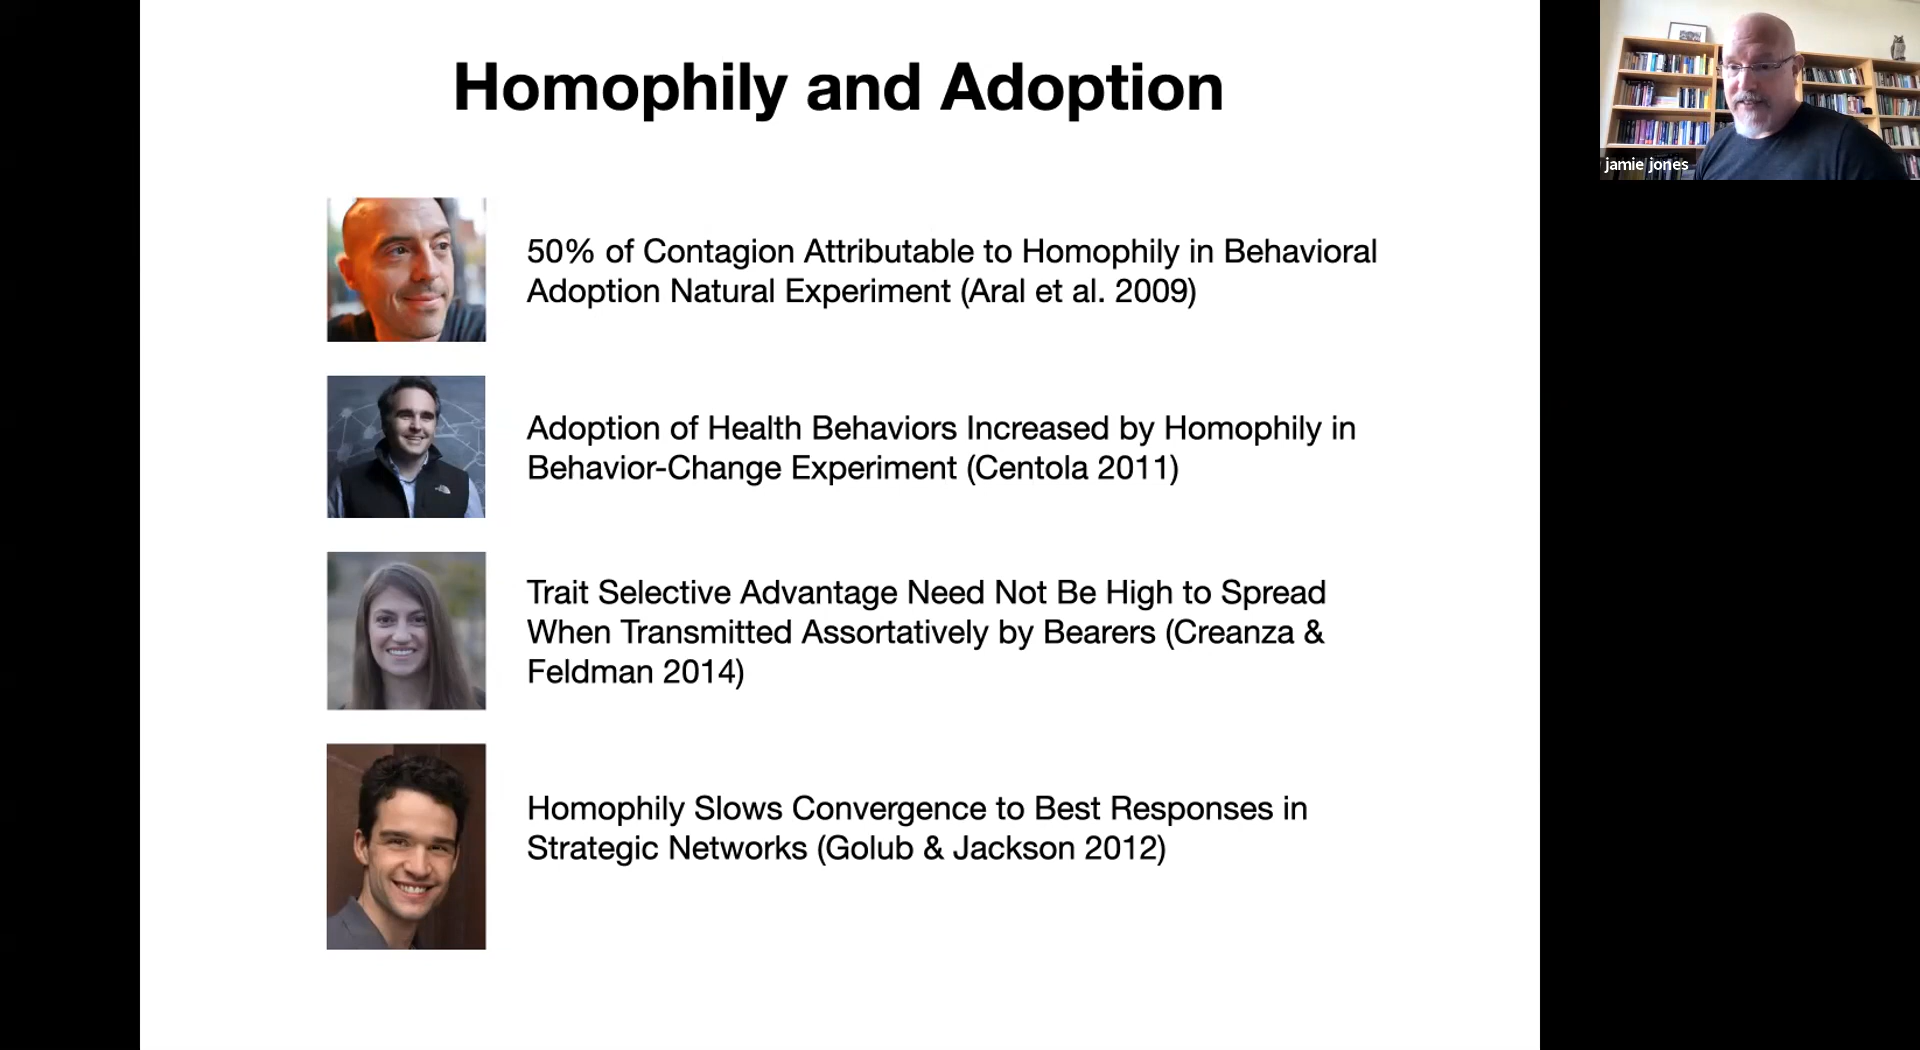 Homophily and Adoption
50% of Contagion Attributable to Homophily in Behavioral
Adoption Natural Experiment (Aral et al. 2009)
Adoption of Health Behaviors Increased by Homophily in
Behavior-Change Experiment (Centola 2011)
Trait Selective Advantage Need Not Be High to Spread
When Transmitted Assortatively by Bearers (Creanza &
Feldman 2014)
Homophily Slows Convergence to Best Responses in
Strategic Networks (Golub & Jackson 2012)
jamie jones